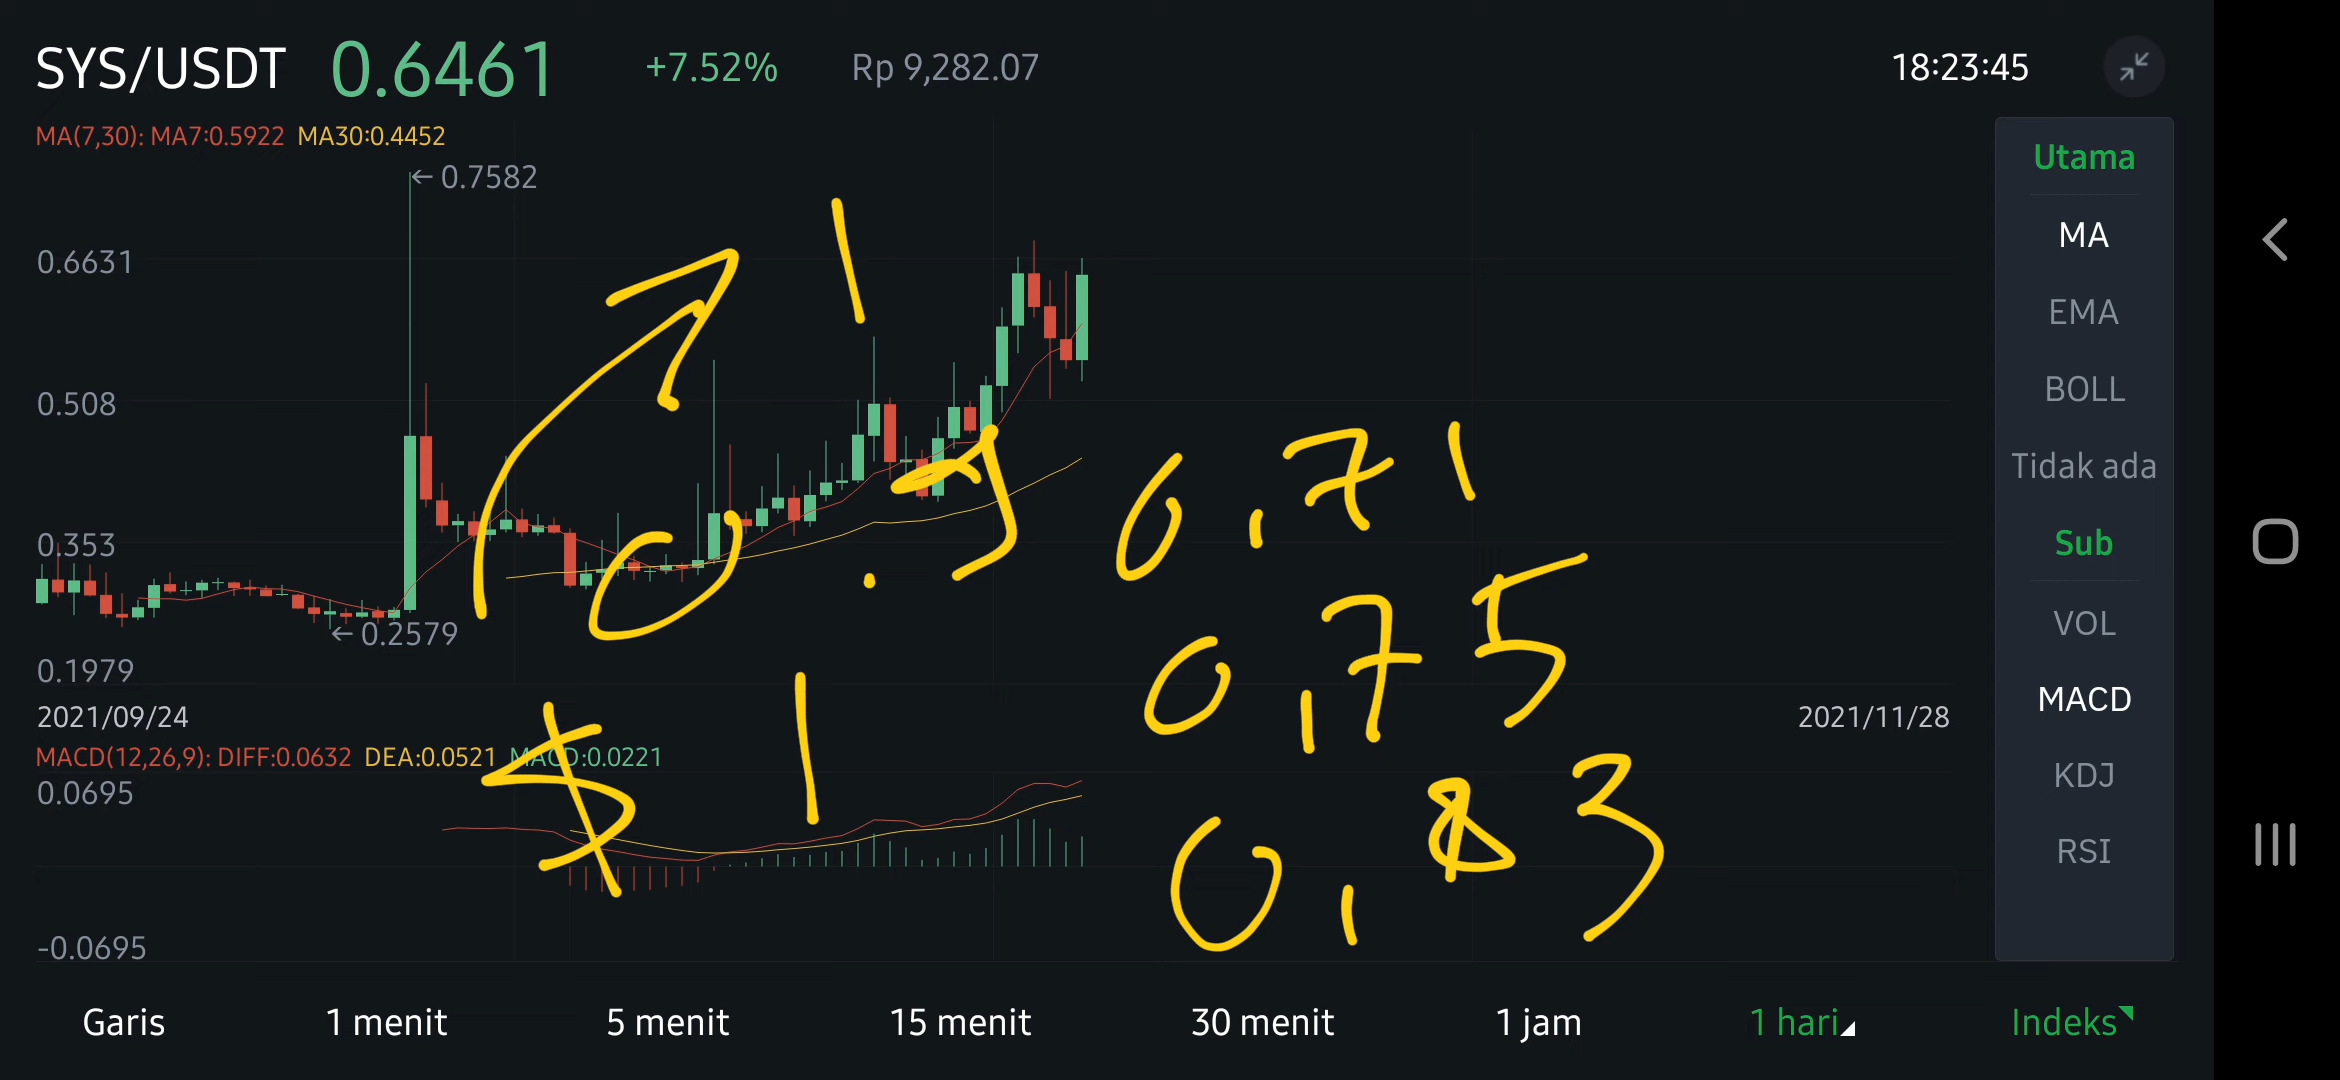 SYS/USDT 0.6461 +7.52% Rp 9,282.07 18:23:45
MA(7,30): MA7:0.5922 MA30:0.4452
← 0.7582
0.6631
0.508
0.353
← 0.2579
0.1979
2021/09/24 2021/11/28
MACD(12,26,9): DIFF:0.0632 DEA:0.0521 MACD:0.0221
0.0695
-0.0695
0,71
0,75
0,83
$1
Utama
MA
EMA
BOLL
Tidak ada
Sub
VOL
MACD
KDJ
RSI
Garis 1 menit 5 menit 15 menit 30 menit 1 jam 1 hari Indeks